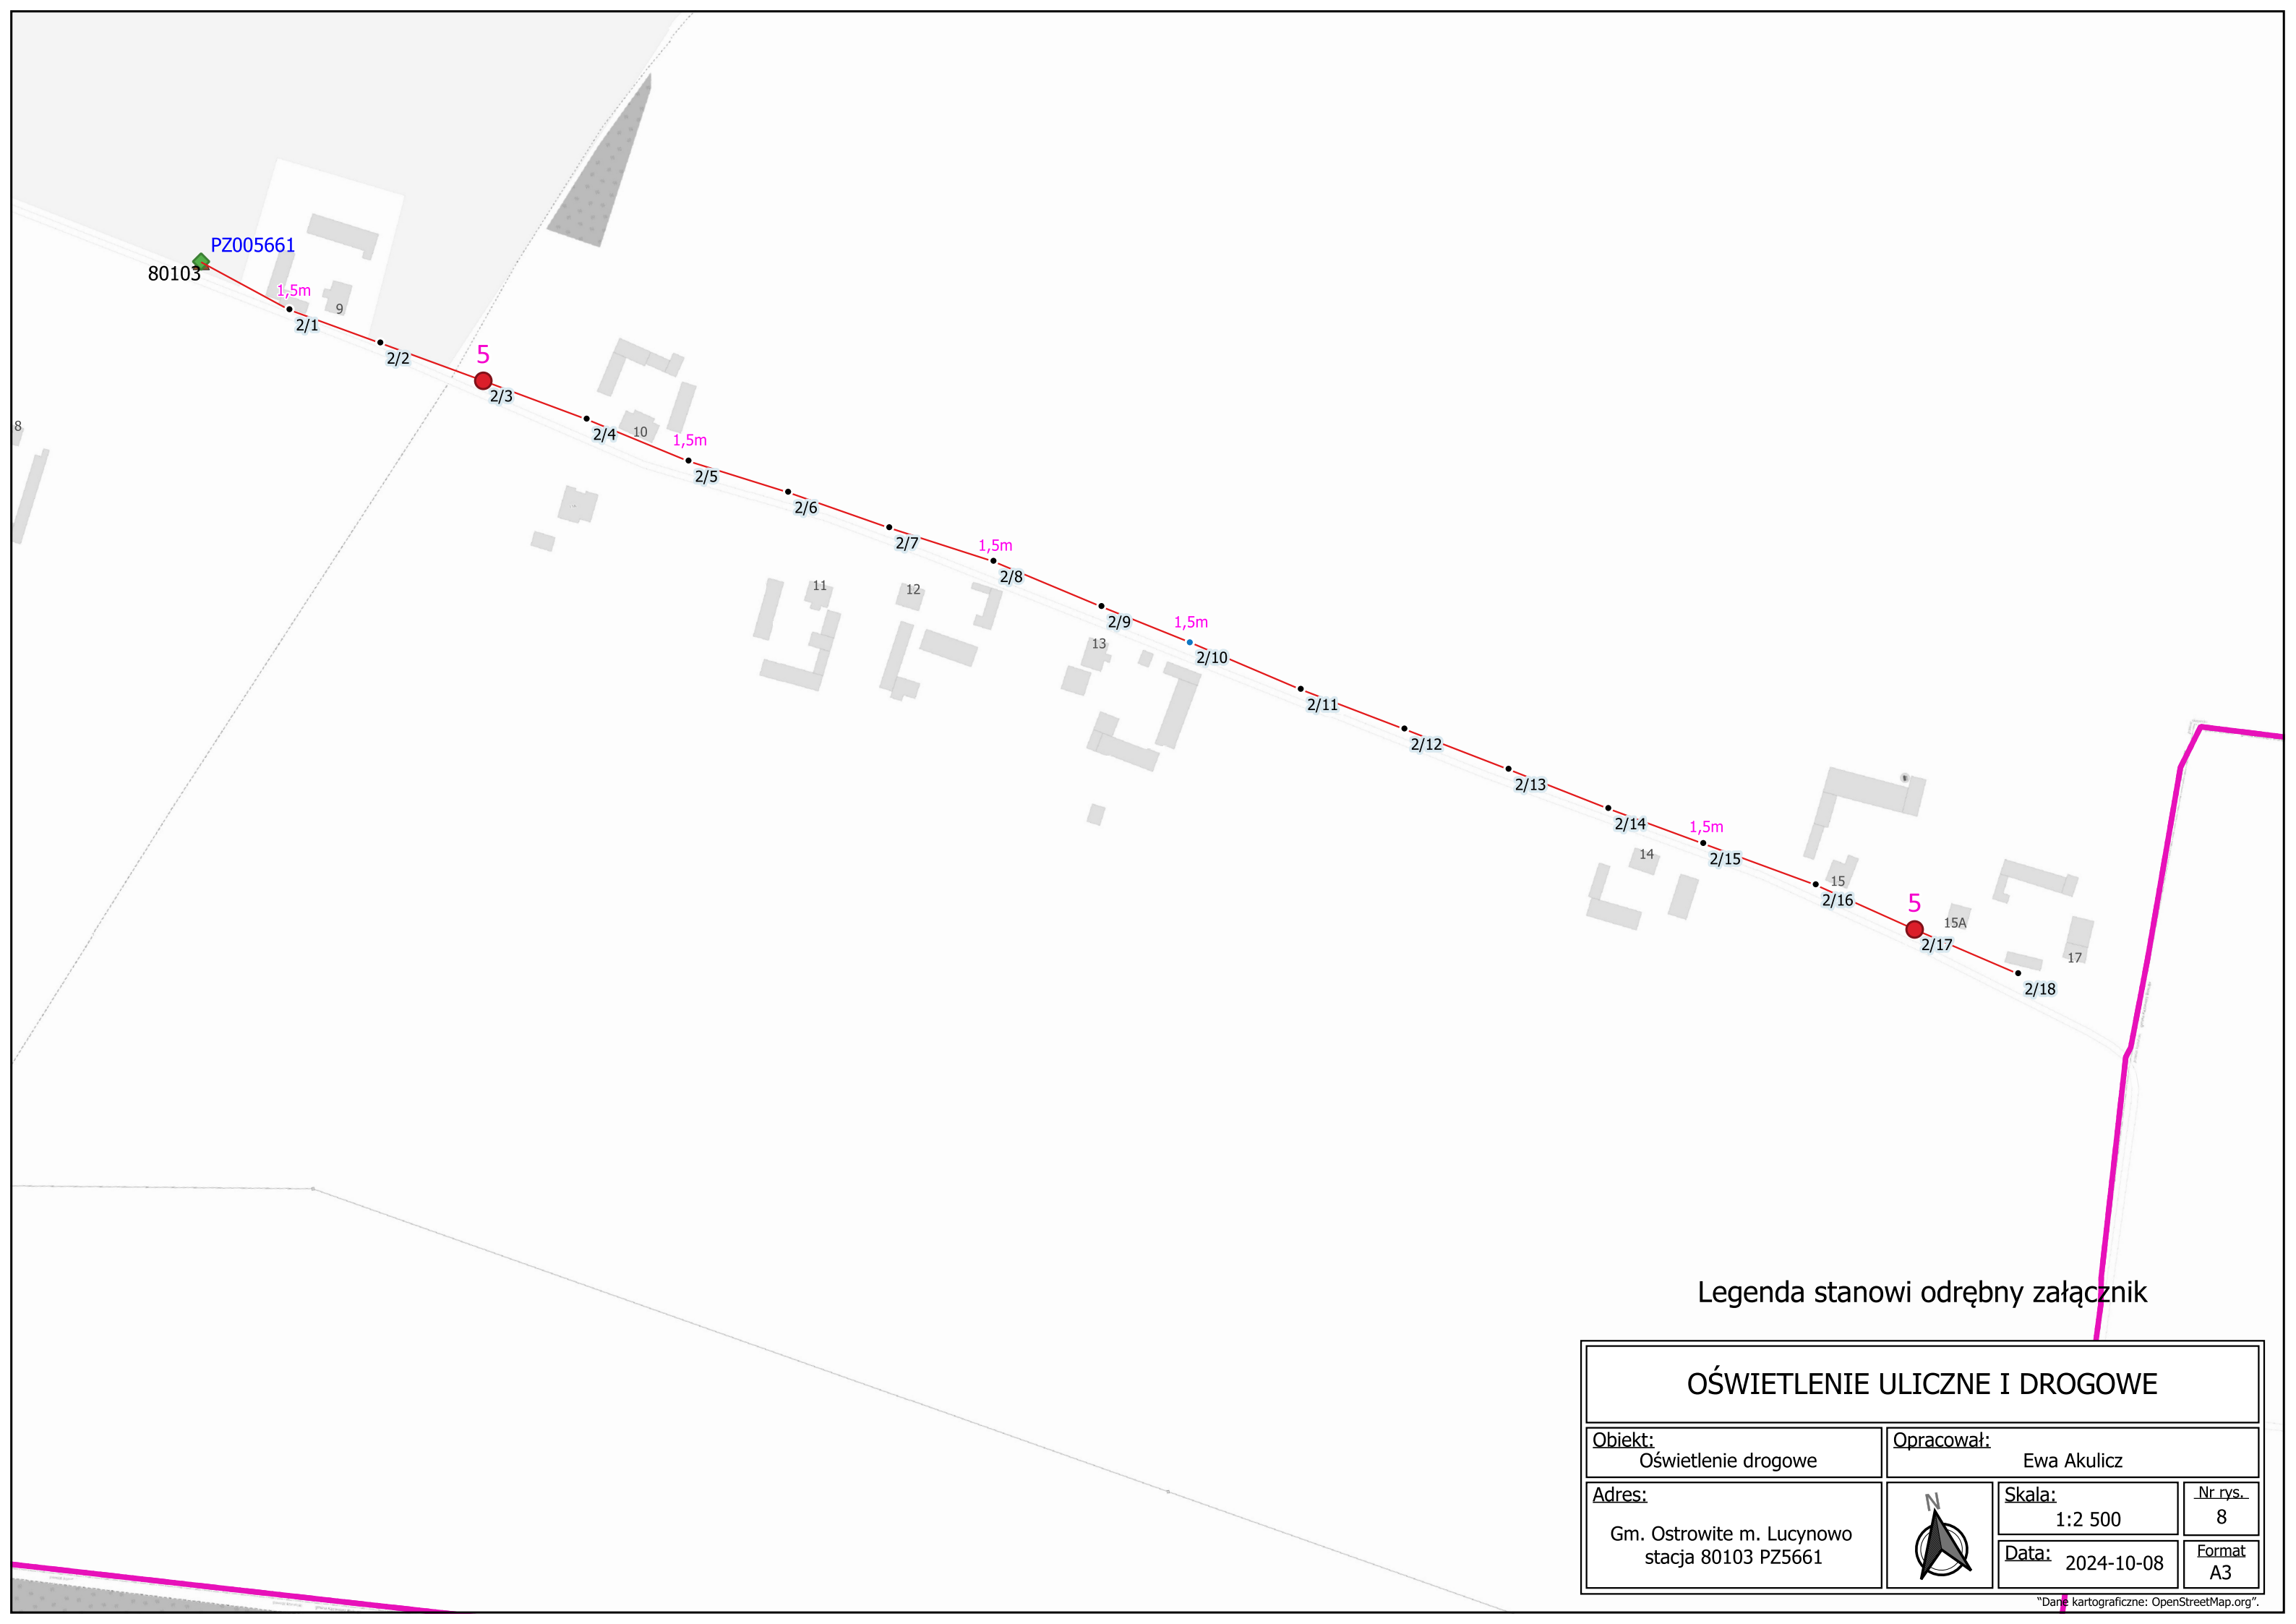 PZ005661
80103
1,5m
9
2/1
2/2
5
2/3
2/4
10
8
1,5m
2/5
2/6
2/7
1,5m
2/8
11
12
2/9
1,5m
13
2/10
2/11
2/12
2/13
2/14
1,5m
14
2/15
15
2/16
5
15A
2/17
17
2/18
Legenda stanowi odrębny załącznik
OŚWIETLENIE ULICZNE I DROGOWE
Obiekt:
Oświetlenie drogowe
Opracował:
Ewa Akulicz
Adres:
Gm. Ostrowite m. Lucynowo
stacja 80103 PZ5661
N
Skala:
1:2 500
Nr rys.
8
Data: 2024-10-08
Format
A3
"Dane kartograficzne: OpenStreetMap.org".